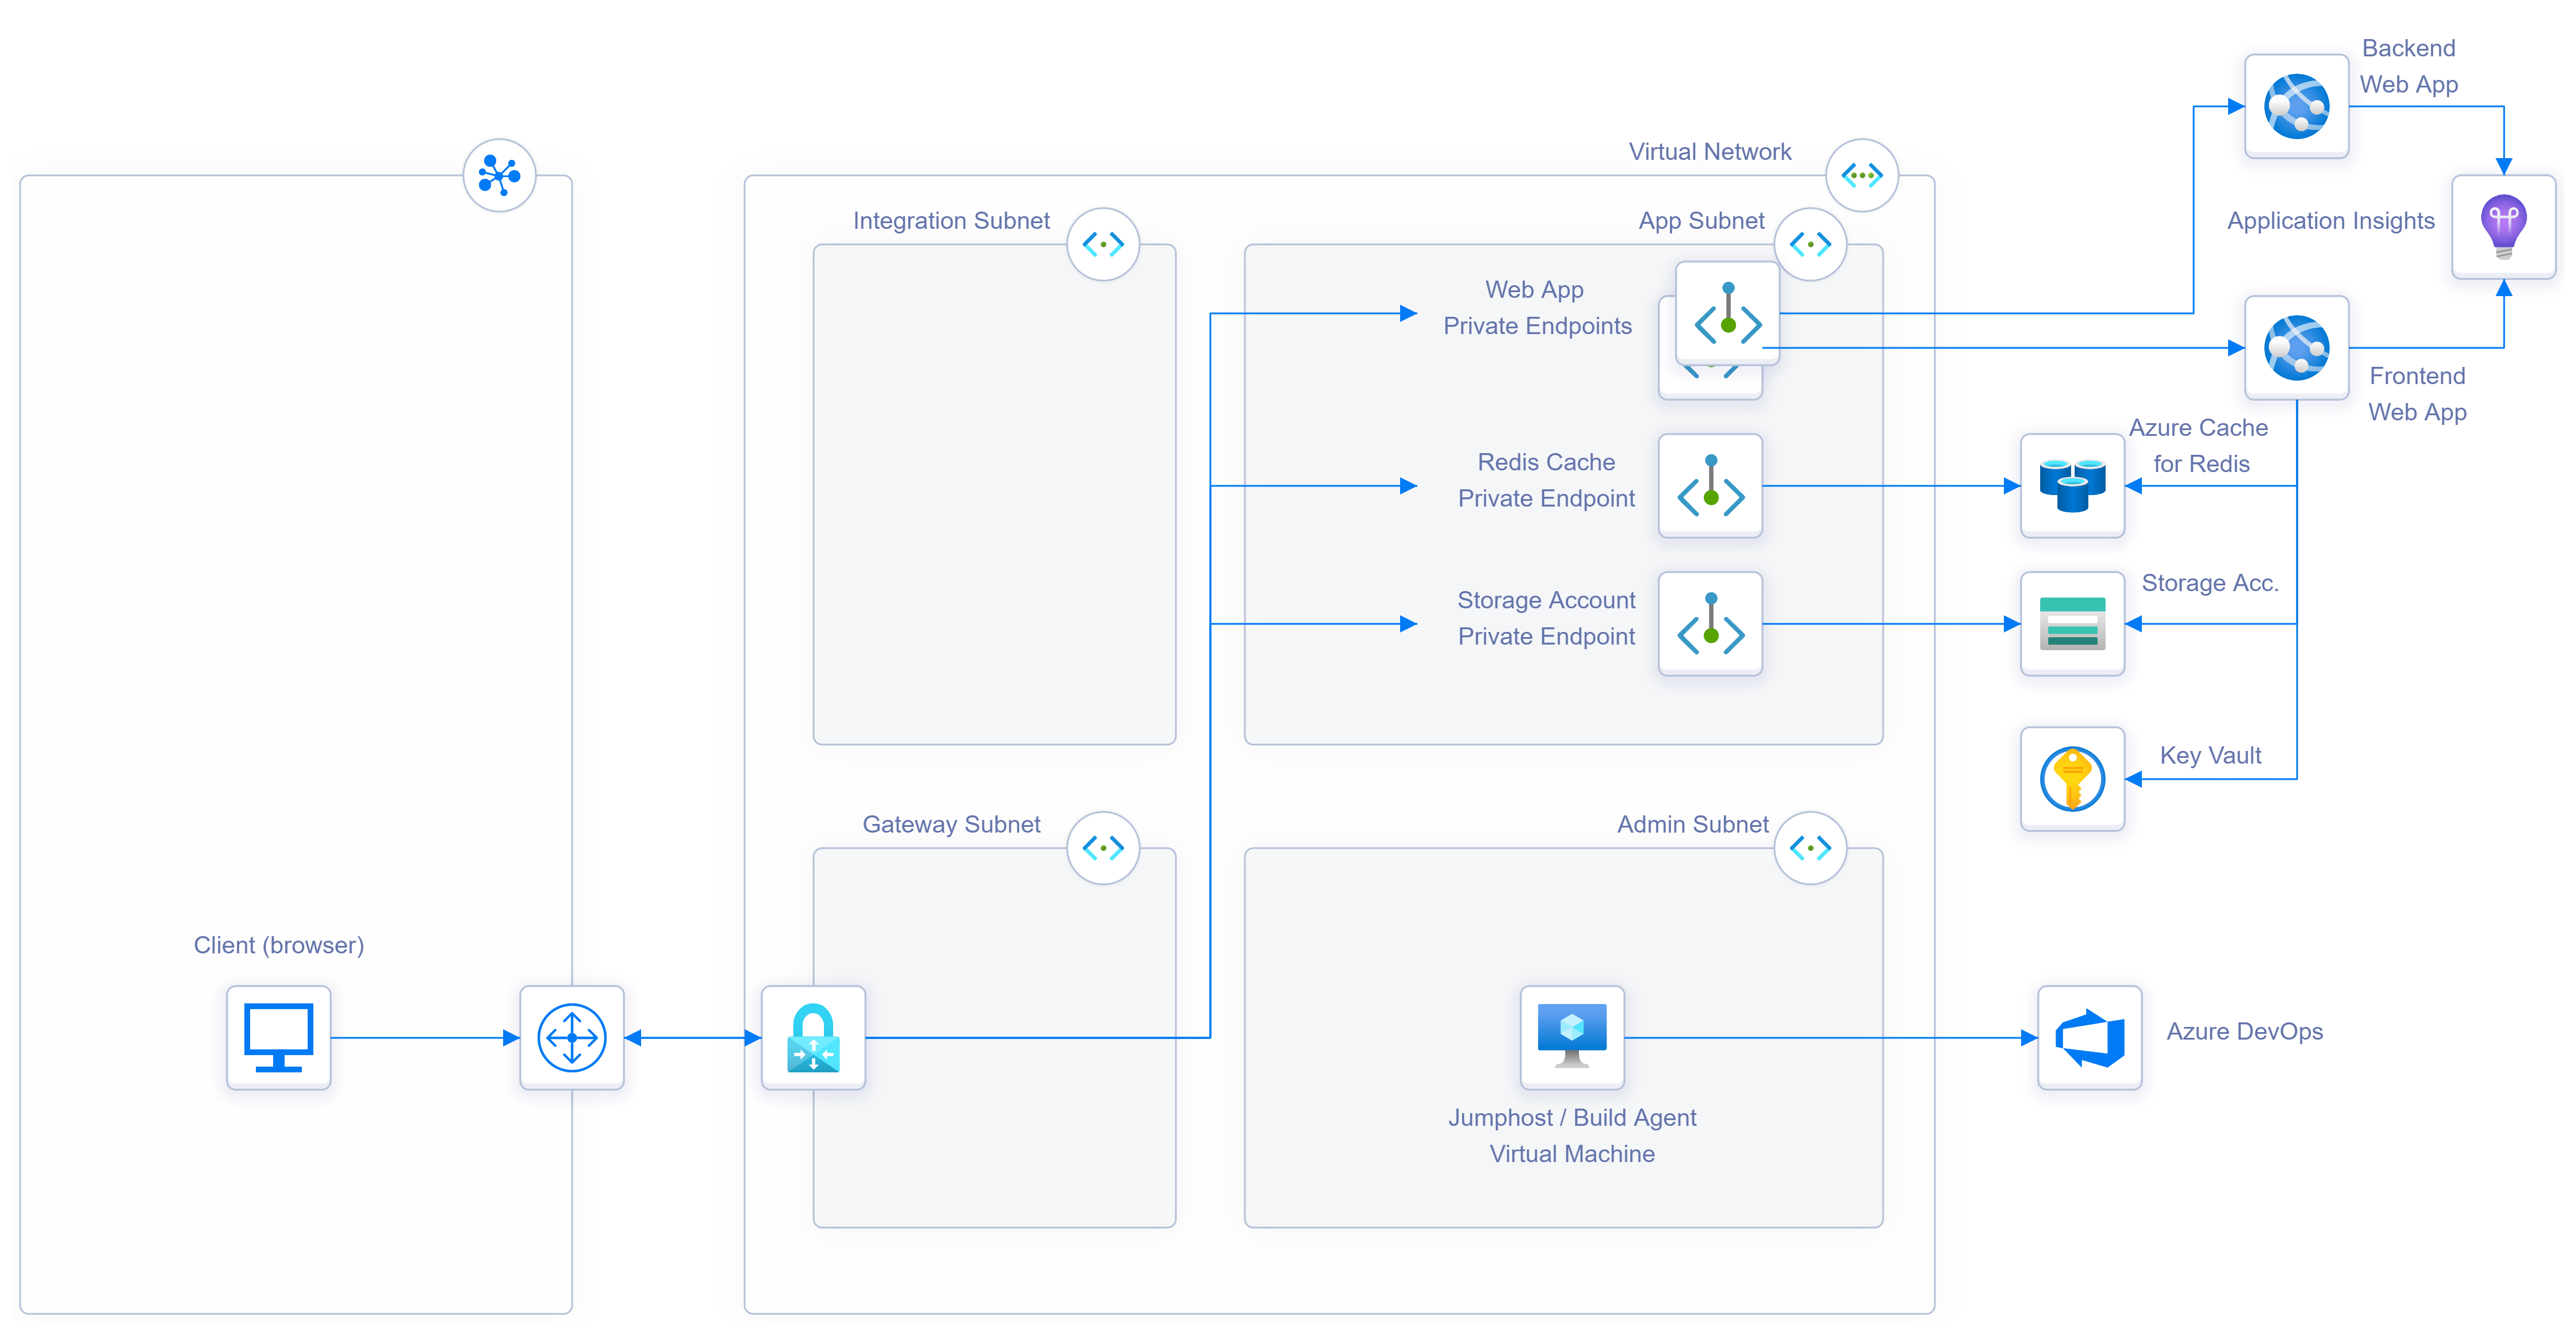 Backend
Web App
Virtual Network
Integration Subnet
App Subnet
Application Insights
Web App
Private Endpoints
Frontend
Web App
Azure Cache
for Redis
Redis Cache
Private Endpoint
Storage Acc.
Storage Account
Private Endpoint
Key Vault
Gateway Subnet
Admin Subnet
Client (browser)
Azure DevOps
Jumphost / Build Agent
Virtual Machine